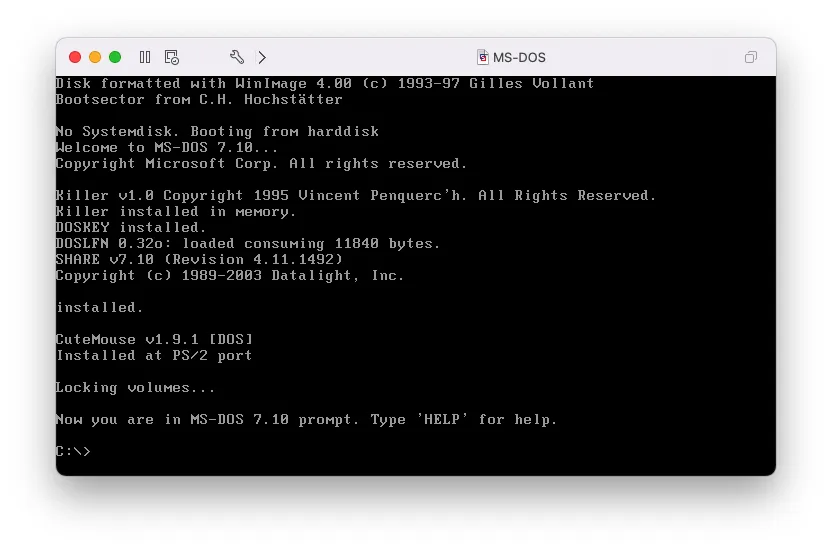 MS-DOS
Disk formatted with WinImage 4.00 (c) 1993-97 Gilles Vollant
Bootsector from C.H. Hochstätter
No Systemdisk. Booting from harddisk
Welcome to MS-DOS 7.10...
Copyright Microsoft Corp. All rights reserved.
Killer v1.0 Copyright 1995 Vincent Penquerc'h. All Rights Reserved.
Killer installed in memory.
DOSKEY installed.
DOSLFN 0.32o: loaded consuming 11840 bytes.
SHARE v7.10 (Revision 4.11.1492)
Copyright (c) 1989-2003 Datalight, Inc.
installed.
CuteMouse v1.9.1 [DOS]
Installed at PS/2 port
Locking volumes...
Now you are in MS-DOS 7.10 prompt. Type 'HELP' for help.
C:\>